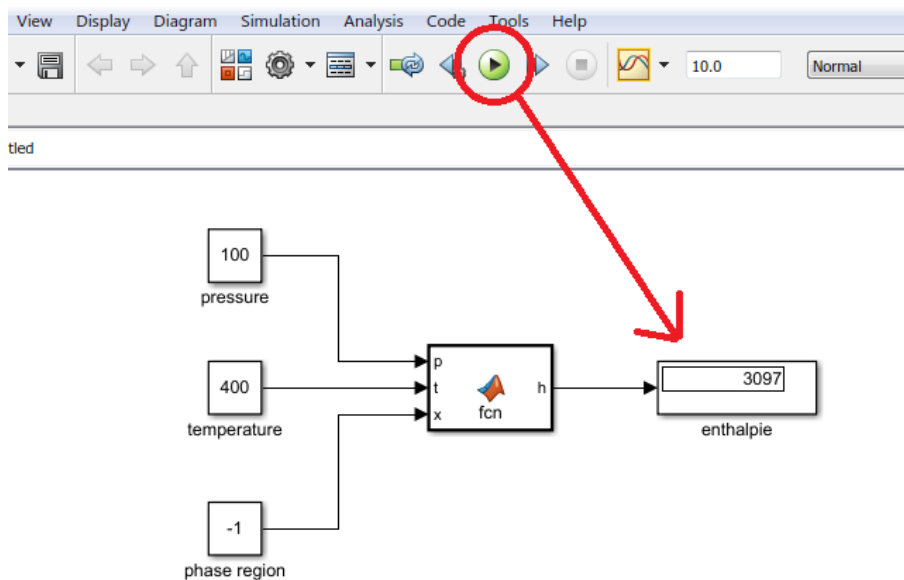 View Display Diagram Simulation Analysis Code Tools Help
10.0 Normal
tled
100
pressure
400
temperature
-1
phase region
p
t
x
h
fcn
3097
enthalpie